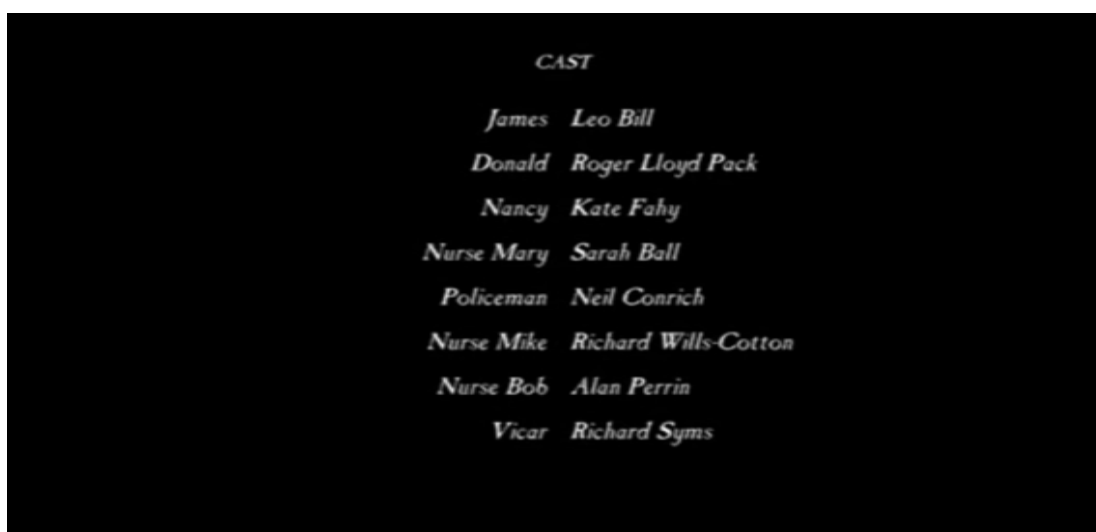 CAST
James Leo Bill
Donald Roger Lloyd Pack
Nancy Kate Fahy
Nurse Mary Sarah Ball
Policeman Neil Conrich
Nurse Mike Richard Wills-Cotton
Nurse Bob Alan Perrin
Vicar Richard Syms